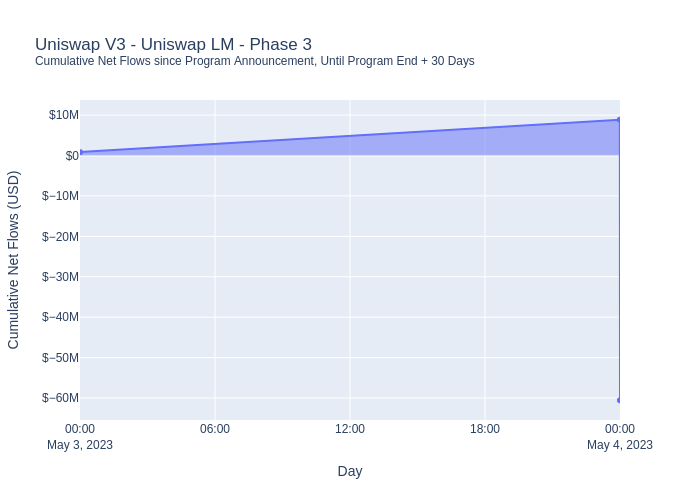 Uniswap V3 - Uniswap LM - Phase 3
Cumulative Net Flows since Program Announcement, Until Program End + 30 Days
Cumulative Net Flows (USD)
$10M
$0
$−10M
$−20M
$−30M
$−40M
$−50M
$−60M
00:00 06:00 12:00 18:00 00:00
May 3, 2023 May 4, 2023
Day